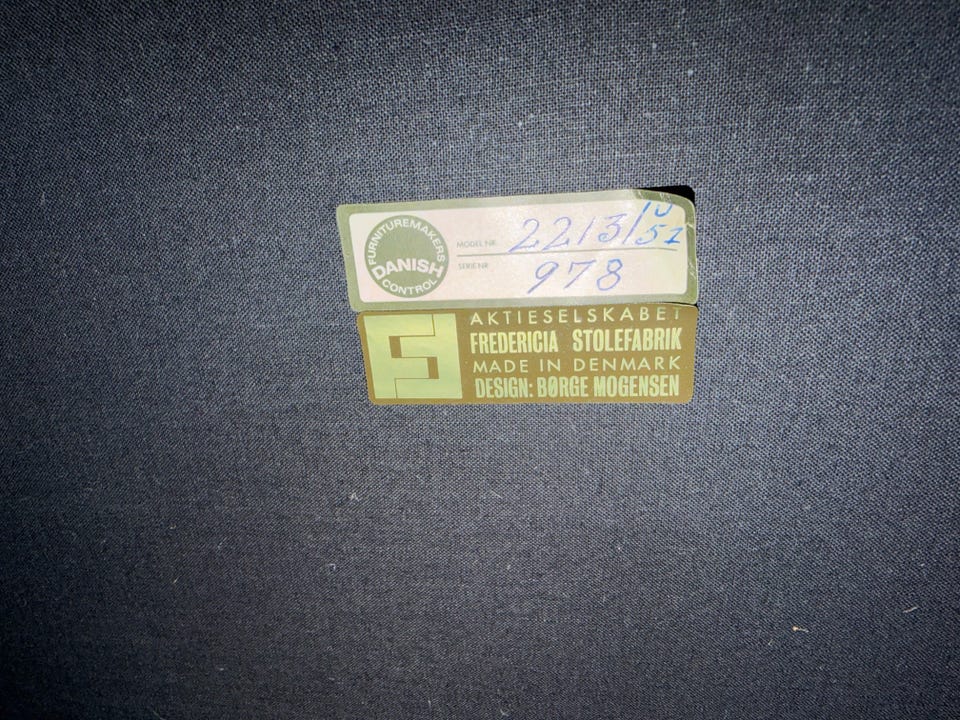 FURNITUREMAKERS
DANISH
CONTROL
MODEL NR. 2213/
51
SERIE NR. 978
AKTIESELSKABET
FREDERICIA STOLEFABRIK
MADE IN DENMARK
DESIGN: BØRGE MOGENSEN